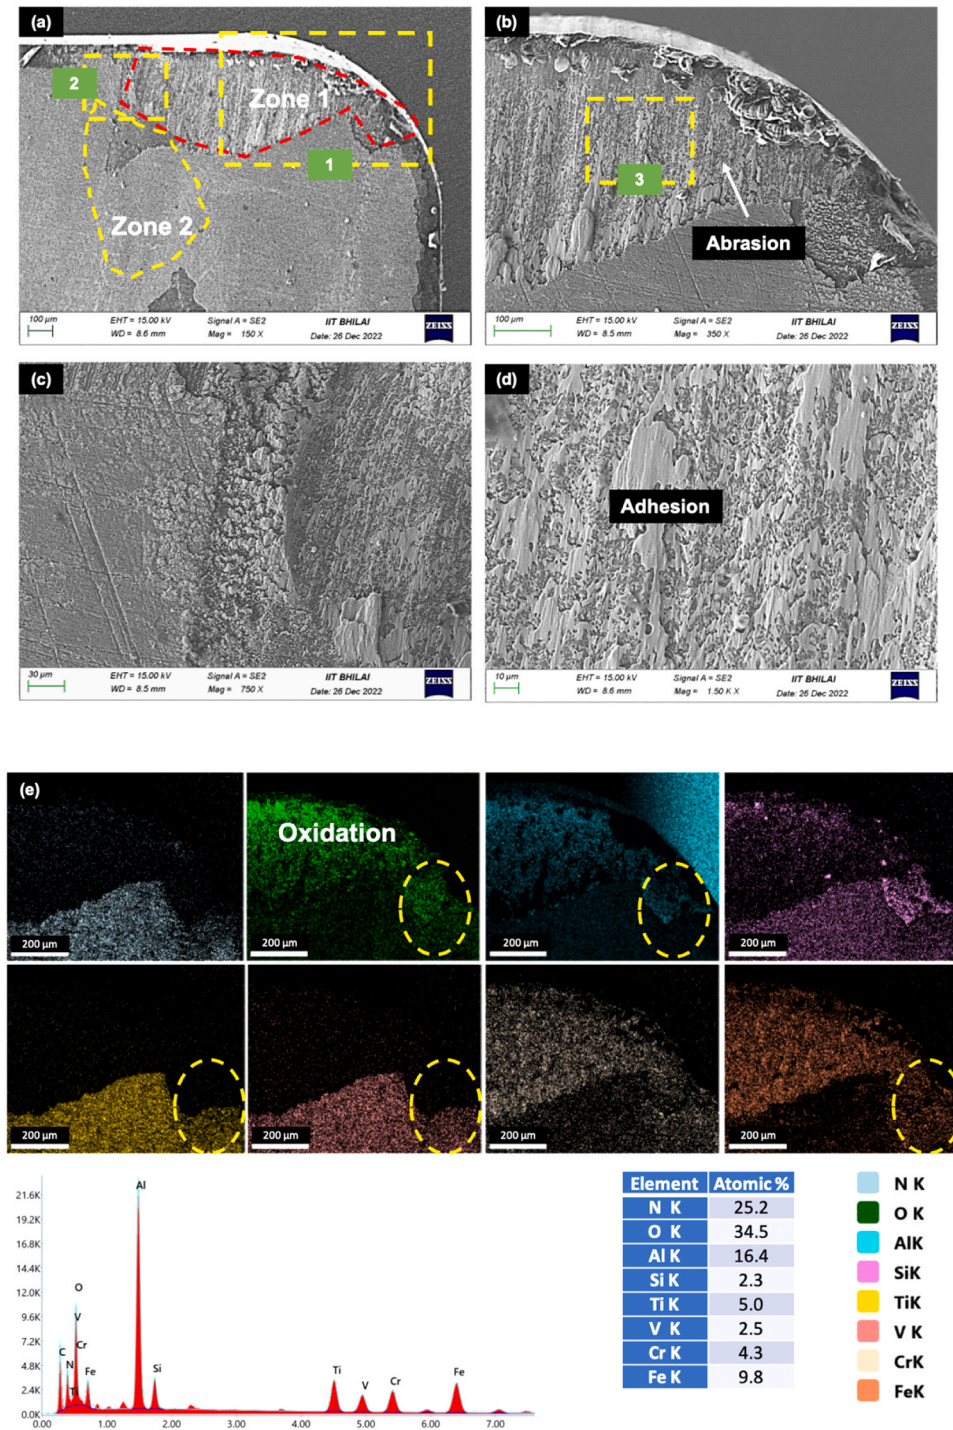 (a)
Zone 1
2
1
Zone 2
100 µm
EHT = 15.00 kV
WD = 8.6 mm
Signal A = SE2
Mag = 150 X
IIT BHILAI
Date: 26 Dec 2022
ZEISS
(b)
3
Abrasion
100 µm
EHT = 15.00 kV
WD = 8.5 mm
Signal A = SE2
Mag = 350 X
IIT BHILAI
Date: 26 Dec 2022
ZEISS
(c)
30 µm
EHT = 15.00 kV
WD = 8.5 mm
Signal A = SE2
Mag = 750 X
IIT BHILAI
Date: 26 Dec 2022
ZEISS
(d)
Adhesion
10 µm
EHT = 15.00 kV
WD = 8.6 mm
Signal A = SE2
Mag = 1.50 K X
IIT BHILAI
Date: 26 Dec 2022
ZEISS
(e)
Oxidation
200 µm
200 µm
200 µm
200 µm
200 µm
200 µm
200 µm
200 µm
21.6K
19.2K
16.8K
14.4K
12.0K
9.6K
7.2K
4.8K
2.4K
0.0K
C
N
Ti
O
V
Cr
Fe
Al
Si
Ti
V
Cr
Fe
0.00
1.00
2.00
3.00
4.00
5.00
6.00
7.00
Element Atomic %
N K 25.2
O K 34.5
Al K 16.4
Si K 2.3
Ti K 5.0
V K 2.5
Cr K 4.3
Fe K 9.8
N K
O K
AlK
SiK
TiK
V K
CrK
FeK